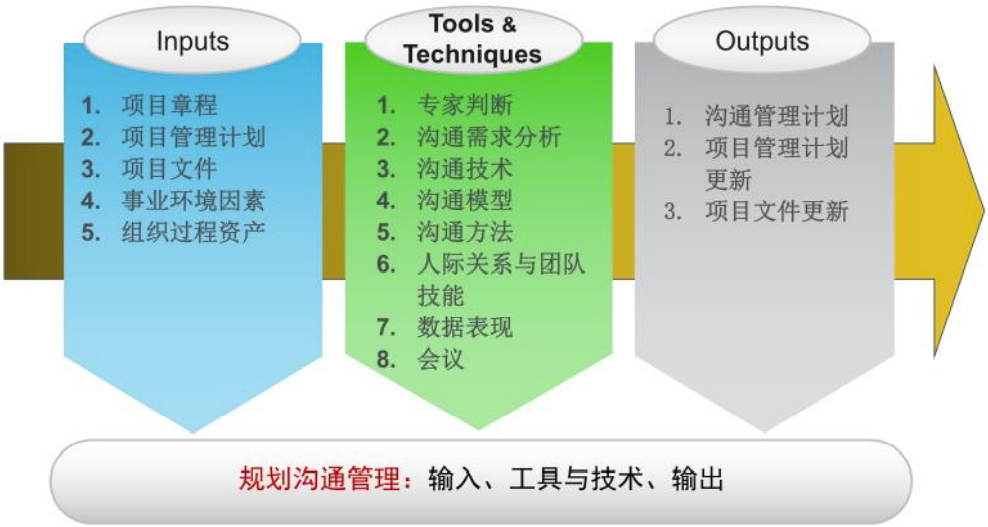 Inputs
1. 项目章程
2. 项目管理计划
3. 项目文件
4. 事业环境因素
5. 组织过程资产
Tools &
Techniques
1. 专家判断
2. 沟通需求分析
3. 沟通技术
4. 沟通模型
5. 沟通方法
6. 人际关系与团队
技能
7. 数据表现
8. 会议
Outputs
1. 沟通管理计划
2. 项目管理计划
更新
3. 项目文件更新
规划沟通管理：输入、工具与技术、输出